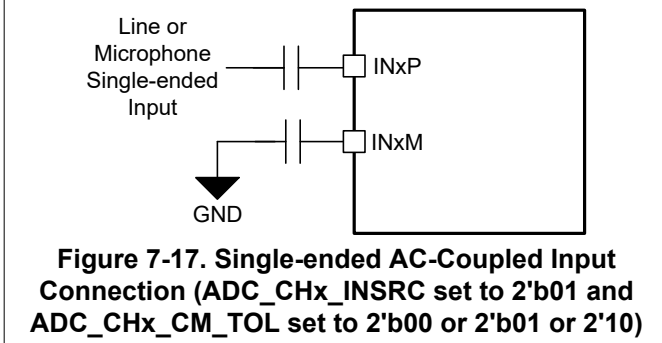 Line or
Microphone
Single-ended
Input
INxP
INxM
GND
Figure 7-17. Single-ended AC-Coupled Input
Connection (ADC_CHx_INSRC set to 2'b01 and
ADC_CHx_CM_TOL set to 2'b00 or 2'b01 or 2'10)